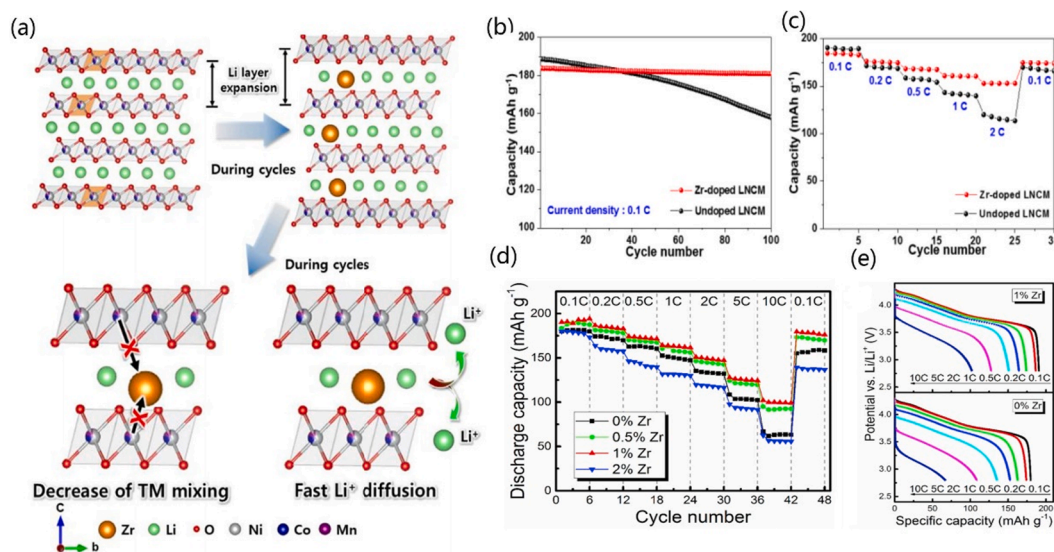 (a)
Li layer
expansion
During cycles
During cycles
Li⁺
Li⁺
Decrease of TM mixing
Fast Li⁺ diffusion
C
b
Zr Li O Ni Co Mn
(b)
Capacity (mAh g⁻¹)
200
180
160
140
120
100
20 40 60 80 100
Zr-doped LNCM
Undoped LNCM
Current density : 0.1 C
Cycle number
(c)
Capacity (mAh g⁻¹)
200
150
100
50
0
0 5 10 15 20 25 30
0.1 C
0.2 C
0.5 C
1 C
2 C
0.1 C
Zr-doped LNCM
Undoped LNCM
Cycle number
(d)
Discharge capacity (mAh g⁻¹)
250
200
150
100
50
0
0.1C 0.2C 0.5C 1C 2C 5C 10C 0.1C
0% Zr
0.5% Zr
1% Zr
2% Zr
0 6 12 18 24 30 36 42 48
Cycle number
(e)
Potential vs. Li/Li⁺ (V)
1% Zr
4.0
3.5
3.0
2.5
10C 5C 2C 1C 0.5C 0.2C 0.1C
0% Zr
4.0
3.5
3.0
2.5
10C 5C 2C 1C 0.5C 0.2C 0.1C
0 50 100 150 200
Specific capacity (mAh g⁻¹)